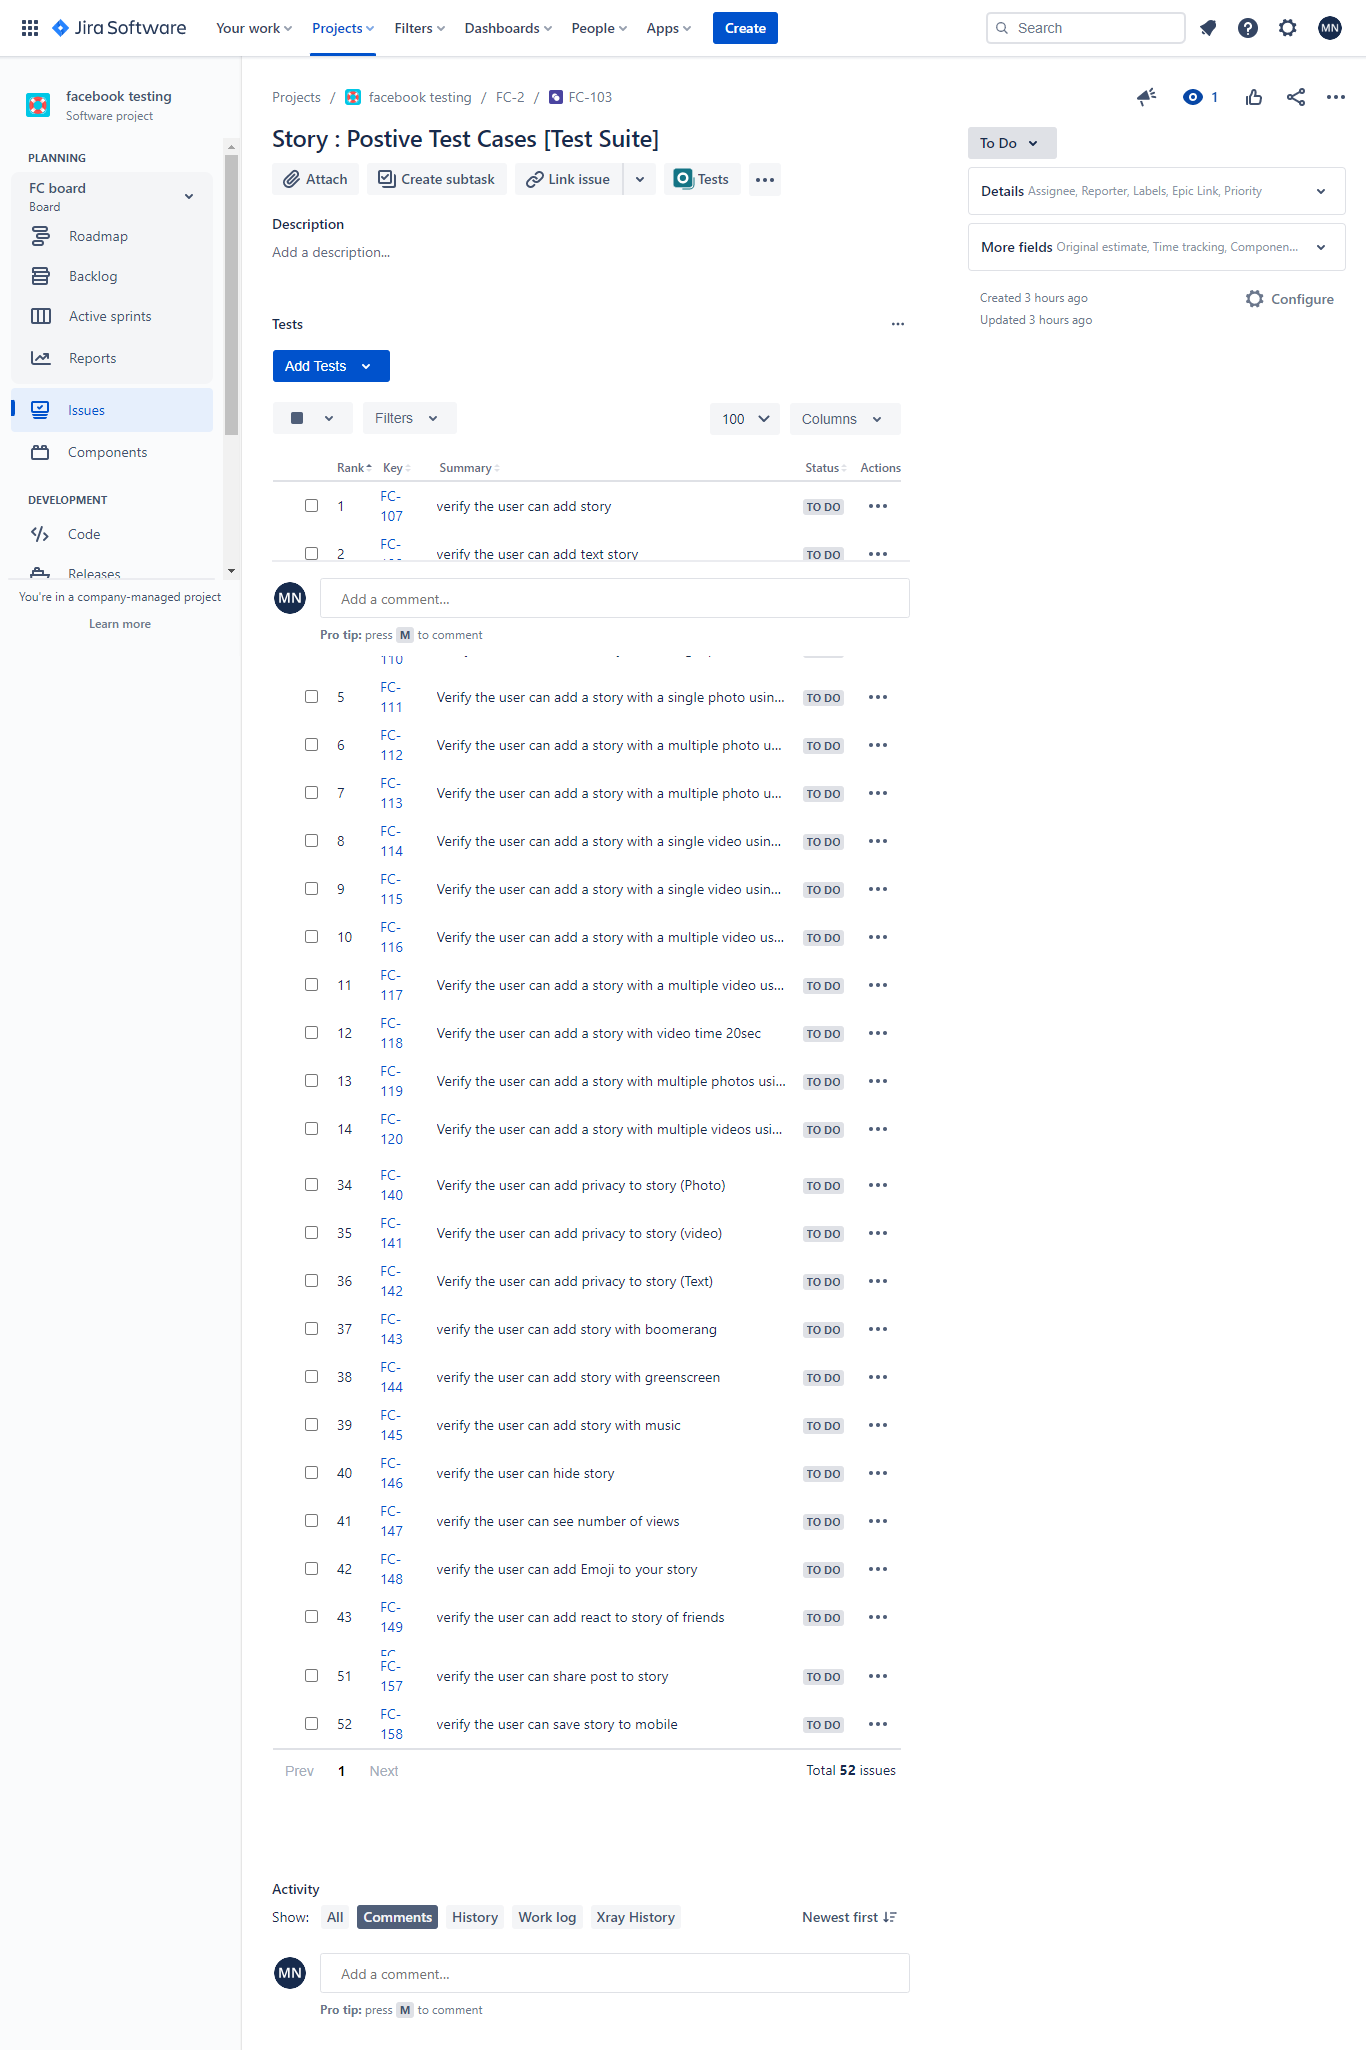 Jira Software Your work Projects Filters Dashboards People Apps Create Search MN
facebook testing
Software project
PLANNING
FC board
Board
Roadmap
Backlog
Active sprints
Reports
Issues
Components
DEVELOPMENT
Code
Releases
You're in a company-managed project
Learn more
Projects / facebook testing / FC-2 / FC-103
1
Story : Postive Test Cases [Test Suite]
Attach Create subtask Link issue Tests
Description
Add a description...
To Do
Details Assignee, Reporter, Labels, Epic Link, Priority
More fields Original estimate, Time tracking, Componen...
Created 3 hours ago
Configure
Updated 3 hours ago
Tests
Add Tests
Filters 100 Columns
Rank Key Summary Status Actions
1 FC-107 verify the user can add story TO DO
2 FC- verify the user can add text story TO DO
MN Add a comment...
Pro tip: press M to comment
110
5 FC-111 Verify the user can add a story with a single photo usin... TO DO
6 FC-112 Verify the user can add a story with a multiple photo u... TO DO
7 FC-113 Verify the user can add a story with a multiple photo u... TO DO
8 FC-114 Verify the user can add a story with a single video usin... TO DO
9 FC-115 Verify the user can add a story with a single video usin... TO DO
10 FC-116 Verify the user can add a story with a multiple video us... TO DO
11 FC-117 Verify the user can add a story with a multiple video us... TO DO
12 FC-118 Verify the user can add a story with video time 20sec TO DO
13 FC-119 Verify the user can add a story with multiple photos usi... TO DO
14 FC-120 Verify the user can add a story with multiple videos usi... TO DO
34 FC-140 Verify the user can add privacy to story (Photo) TO DO
35 FC-141 Verify the user can add privacy to story (video) TO DO
36 FC-142 Verify the user can add privacy to story (Text) TO DO
37 FC-143 verify the user can add story with boomerang TO DO
38 FC-144 verify the user can add story with greenscreen TO DO
39 FC-145 verify the user can add story with music TO DO
40 FC-146 verify the user can hide story TO DO
41 FC-147 verify the user can see number of views TO DO
42 FC-148 verify the user can add Emoji to your story TO DO
43 FC-149 verify the user can add react to story of friends TO DO
51 FC-157 verify the user can share post to story TO DO
52 FC-158 verify the user can save story to mobile TO DO
Prev 1 Next Total 52 issues
Activity
Show: All Comments History Work log Xray History Newest first
MN Add a comment...
Pro tip: press M to comment